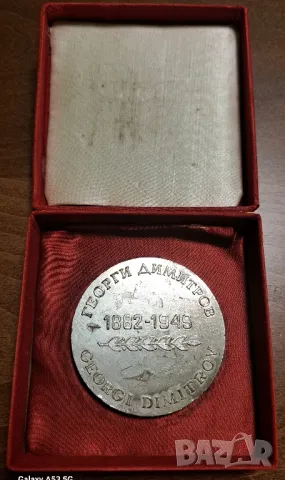 ГЕОРГИ ДИМИТРОВ
1882-1949
GEORGI DIMITROV
Galaxy A53 5G
BAZAR